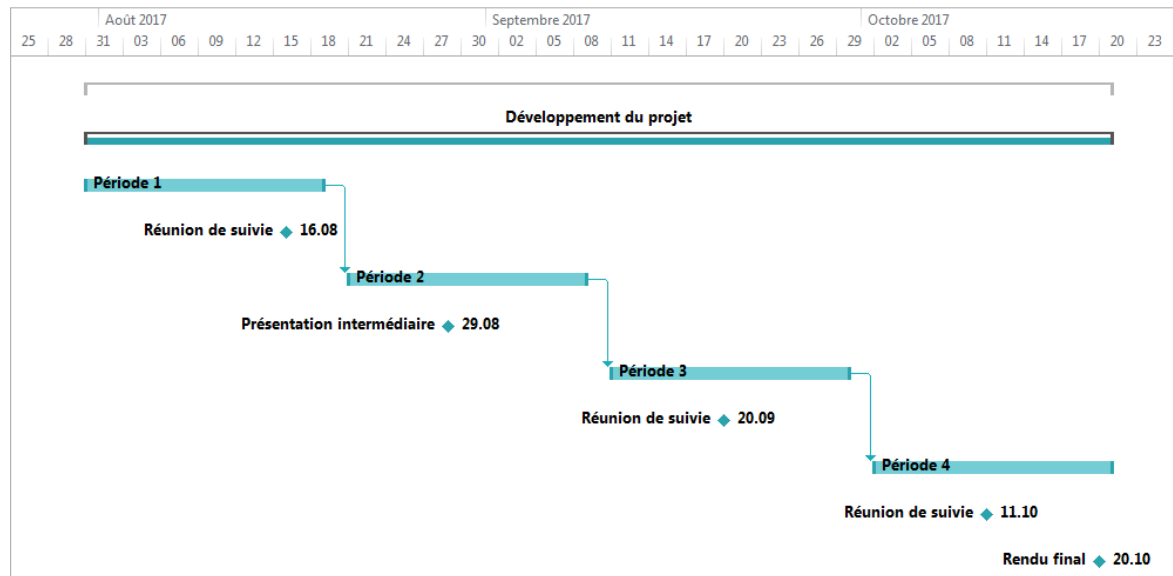 Août 2017 Septembre 2017 Octobre 2017
25 28 31 03 06 09 12 15 18 21 24 27 30 02 05 08 11 14 17 20 23 26 29 02 05 08 11 14 17 20 23
Développement du projet
Période 1
Réunion de suivie 16.08
Période 2
Présentation intermédiaire 29.08
Période 3
Réunion de suivie 20.09
Période 4
Réunion de suivie 11.10
Rendu final 20.10